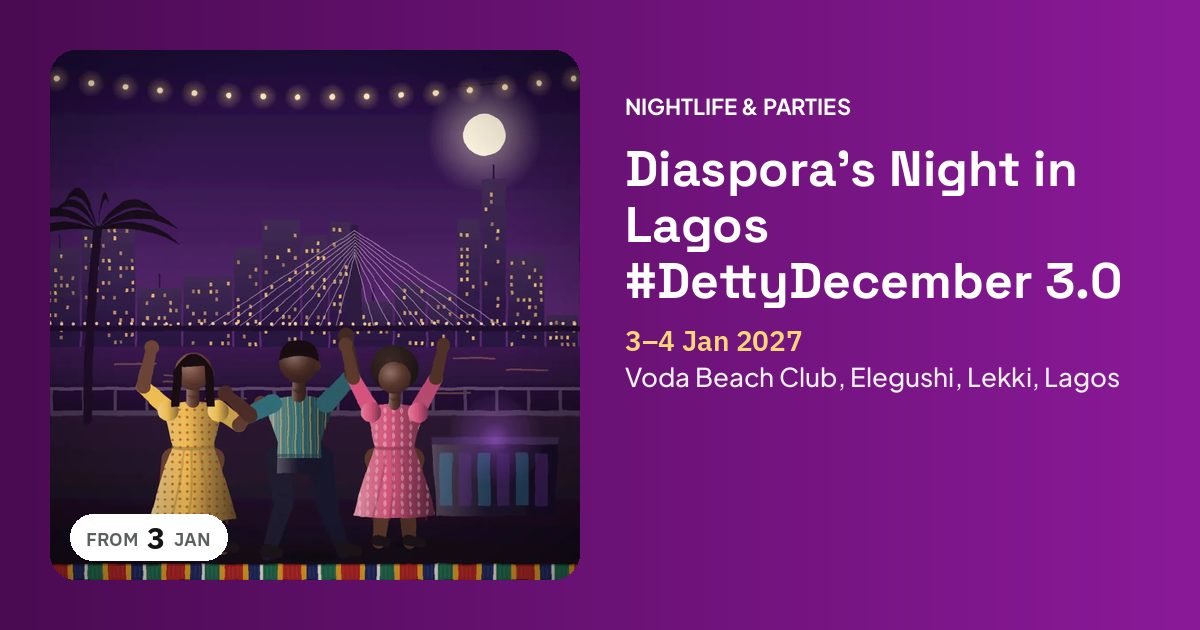 NIGHTLIFE & PARTIES
Diaspora's Night in
Lagos
#DettyDecember 3.0
3–4 Jan 2027
Voda Beach Club, Elegushi, Lekki, Lagos
FROM 3 JAN